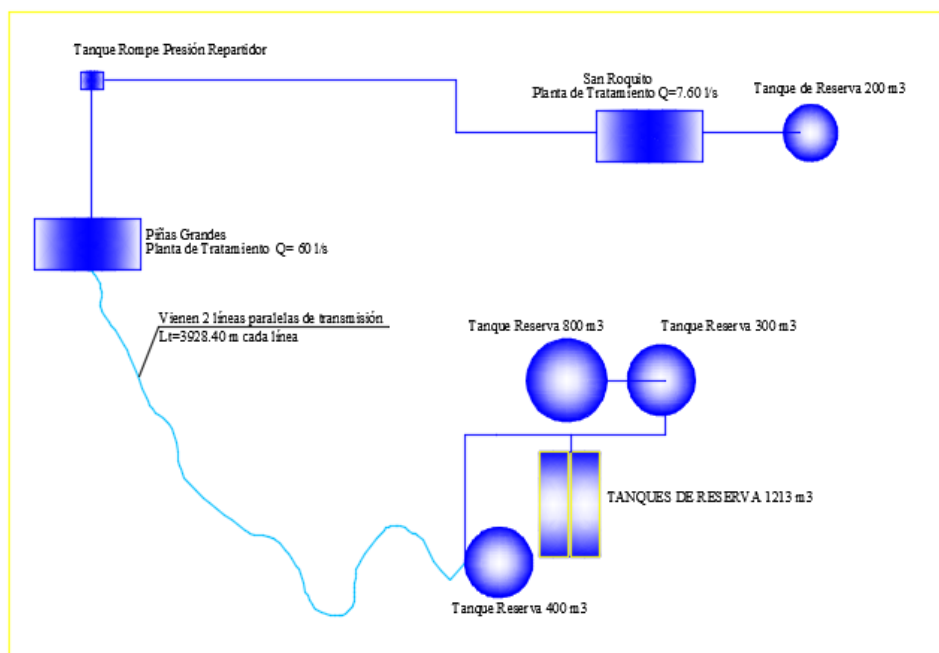 Tanque Rompe Presión Repartidor
San Roquito
Planta de Tratamiento Q=7.60 l/s
Tanque de Reserva 200 m3
Piñas Grandes
Planta de Tratamiento Q= 60 l/s
Vienen 2 líneas paralelas de transmisión
Lt=3928.40 m cada línea
Tanque Reserva 800 m3
Tanque Reserva 300 m3
TANQUES DE RESERVA 1213 m3
Tanque Reserva 400 m3